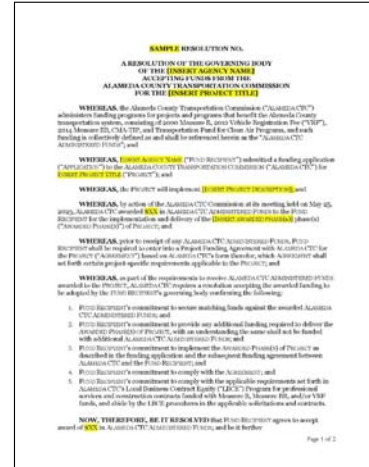 SAMPLE RESOLUTION NO.
A RESOLUTION OF THE GOVERNING BODY
OF THE [INSERT AGENCY NAME]
ACCEPTING FUNDS FROM THE
ALAMEDA COUNTY TRANSPORTATION COMMISSION
FOR THE [INSERT PROJECT TITLE]
WHEREAS, the Alameda County Transportation Commission ("ALAMEDA CTC")
administers funding programs for projects and programs that benefit the Alameda County
transportation system, consisting of 2000 Measure B, 2010 Vehicle Registration Fee ("VRF"),
2014 Measure BB, CMA-TIP, and Transportation Fund for Clean Air Programs, and such
funding is collectively defined as and shall be referenced herein as the "ALAMEDA CTC
ADMINISTERED FUNDS"; and
WHEREAS, INSERT AGENCY NAME ("FUND RECIPIENT") submitted a funding application
("APPLICATION") to the ALAMEDA COUNTY TRANSPORTATION COMMISSION ("ALAMEDA CTC") for
INSERT PROJECT TITLE ("PROJECT"); and
WHEREAS, the PROJECT will implement [INSERT PROJECT DESCRIPTION]; and
WHEREAS, by action of the ALAMEDA CTC Commission at its meeting held on May 25,
2023, ALAMEDA CTC awarded $XX in ALAMEDA CTC ADMINISTERED FUNDS to the FUND
RECIPIENT for the implementation and delivery of the [INSERT AWARDED PHASE(S)] phase(s)
("AWARDED PHASE(S)") of PROJECT; and
WHEREAS, prior to receipt of any ALAMEDA CTC ADMINISTERED FUNDS, FUND
RECIPIENT shall be required to enter into a Project Funding Agreement with ALAMEDA CTC for
the PROJECT ("AGREEMENT") based on ALAMEDA CTC's form therefor, which AGREEMENT shall
set forth certain project-specific requirements applicable to the PROJECT; and
WHEREAS, as part of the requirements to receive ALAMEDA CTC ADMINISTERED FUNDS
awarded to the PROJECT, ALAMEDA CTC requires a resolution accepting the awarded funding to
be adopted by the FUND RECIPIENT's governing body confirming the following:
1. FUND RECIPIENT's commitment to secure matching funds against the awarded ALAMEDA
CTC ADMINISTERED FUNDS; and
2. FUND RECIPIENT's commitment to provide any additional funding required to deliver the
AWARDED PHASE(S) OF PROJECT, with an understanding the same shall not be funded
with additional ALAMEDA CTC ADMINISTERED FUNDS; and
3. FUND RECIPIENT's commitment to implement the AWARDED PHASE(S) of PROJECT as
described in the funding application and the subsequent funding agreement between
ALAMEDA CTC and the FUND RECIPIENT; and
4. FUND RECIPIENT's commitment to comply with the AGREEMENT; and
5. FUND RECIPIENT's commitment to comply with the applicable requirements set forth in
ALAMEDA CTC's Local Business Contract Equity ("LBCE") Program for professional
services and construction contracts funded with Measure B, Measure BB, and/or VRF
funds, and abide by the LBCE procedures in the applicable solicitations and contracts.
NOW, THEREFORE, BE IT RESOLVED that FUND RECIPIENT agrees to accept
award of $XX in ALAMEDA CTC ADMINISTERED FUNDS; and be it further
Page 1 of 2